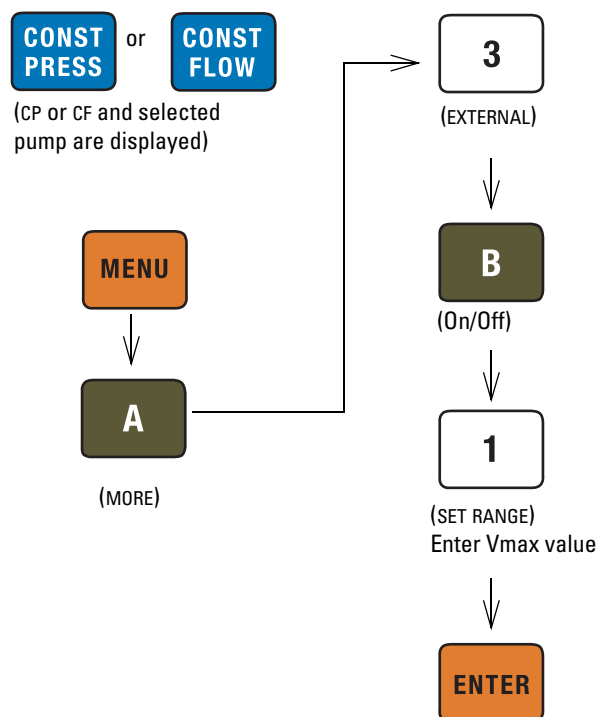 CONST
PRESS
or
CONST
FLOW
(CP or CF and selected
pump are displayed)
MENU
A
(MORE)
3
(EXTERNAL)
B
(On/Off)
1
(SET RANGE)
Enter Vmax value
ENTER